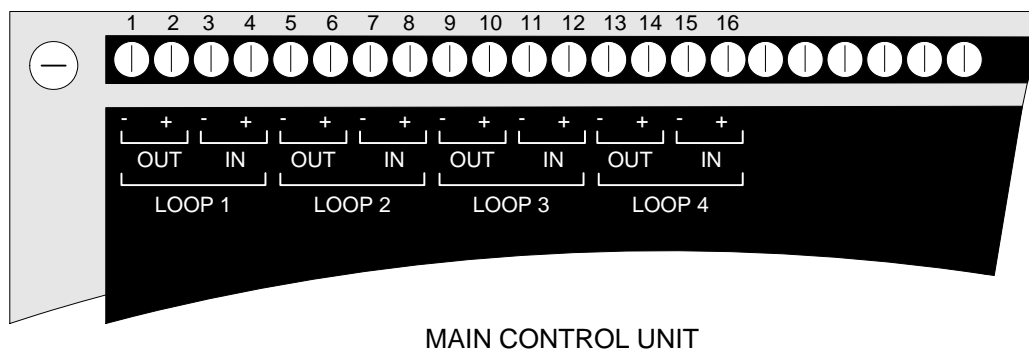 1 2 3 4 5 6 7 8 9 10 11 12 13 14 15 16
- + - + - + - + - + - + - + - +
OUT IN OUT IN OUT IN OUT IN
LOOP 1 LOOP 2 LOOP 3 LOOP 4
MAIN CONTROL UNIT